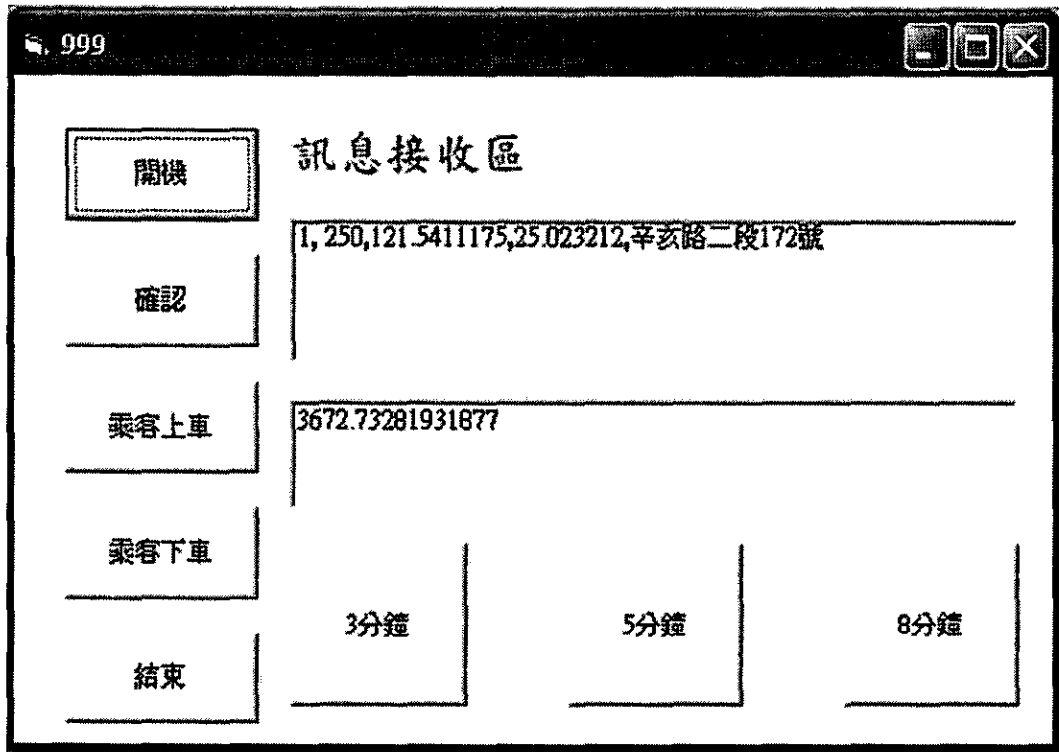 999
開機
訊息接收區
1, 250,121.5411175,25.023212,辛亥路二段172號
確認
3672.73281931877
乘客上車
乘客下車
3分鐘
5分鐘
8分鐘
結束